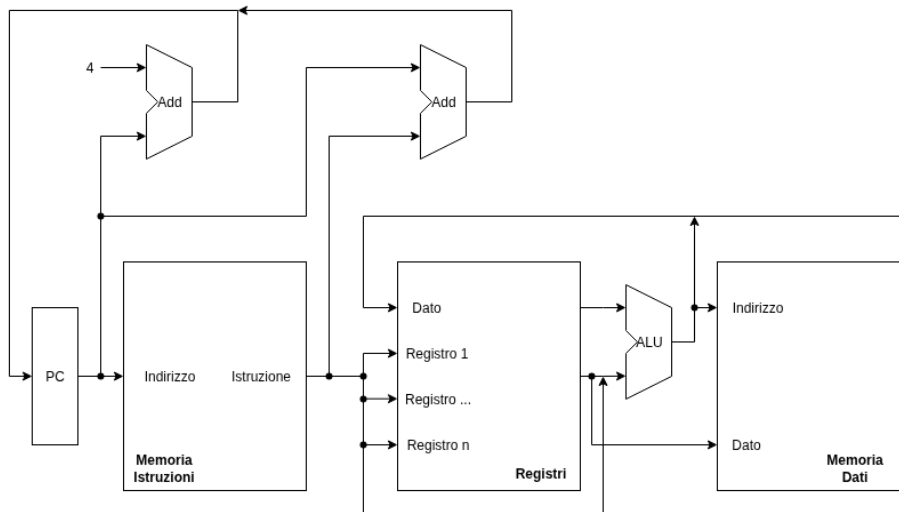 4
Add
Add
PC
Indirizzo
Istruzione
Memoria
Istruzioni
Dato
Registro 1
Registro ...
Registro n
Registri
ALU
Indirizzo
Dato
Memoria
Dati